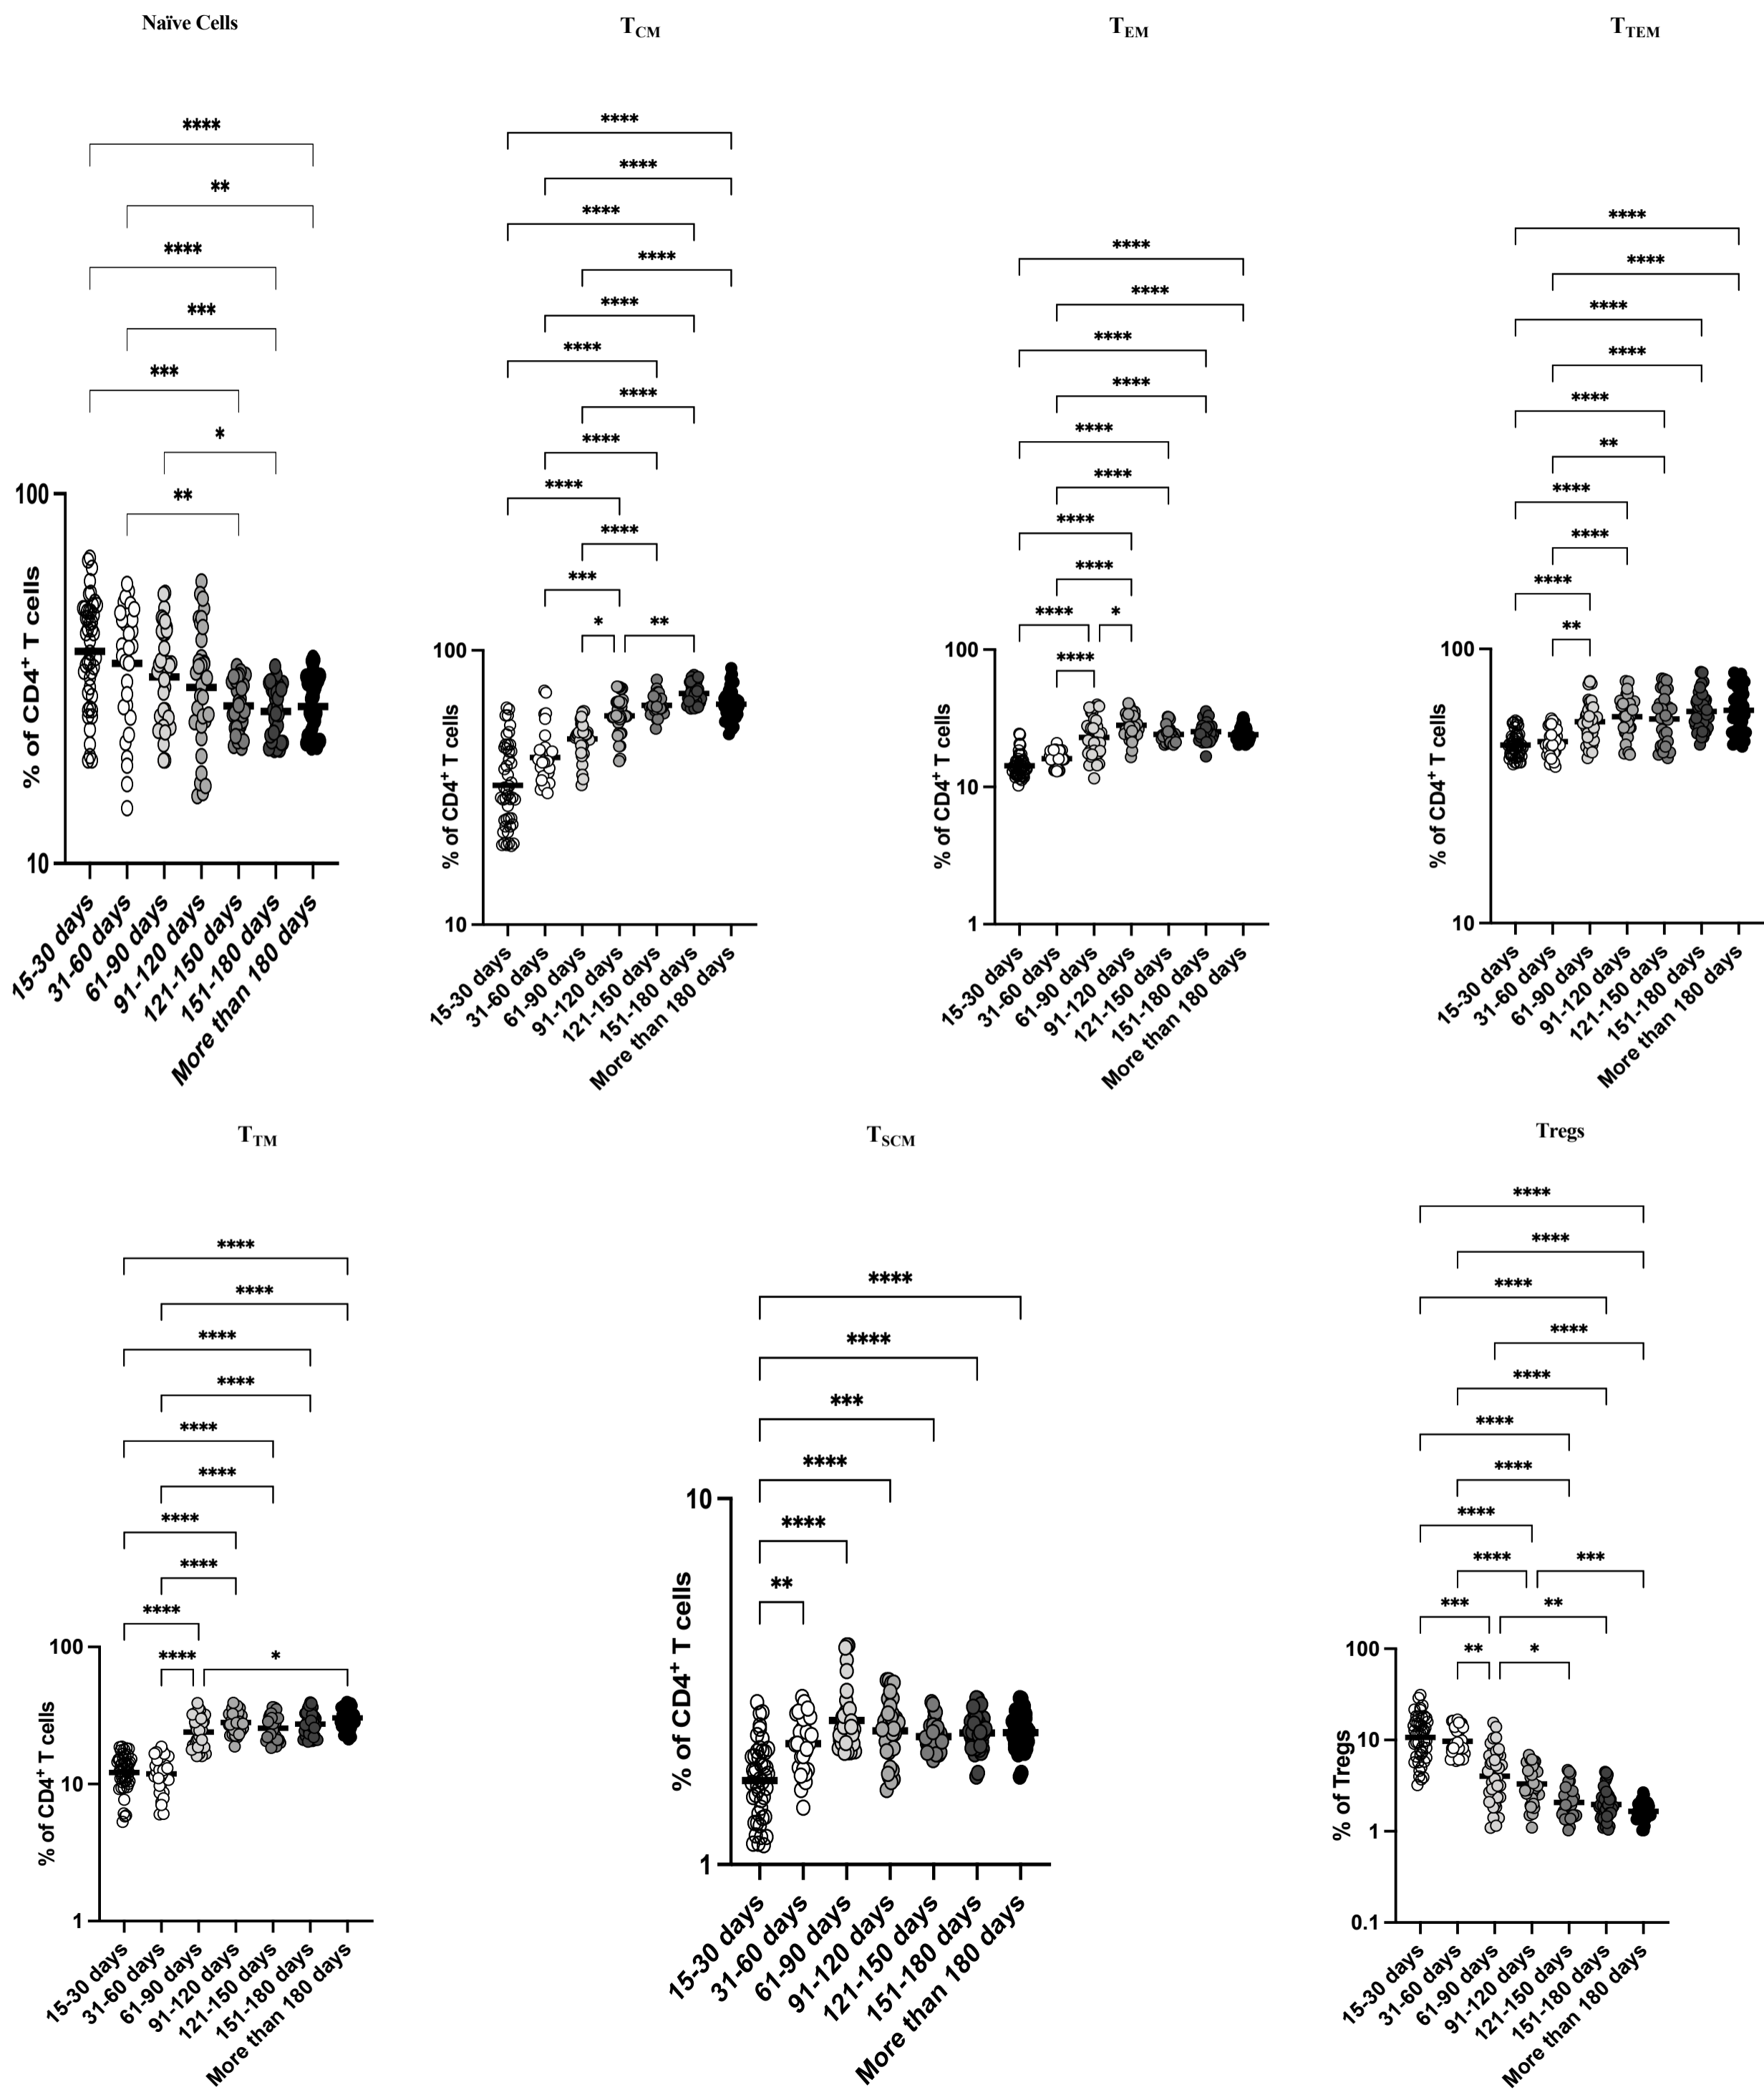 Naïve Cells
T_CM
T_EM
T_TEM
****
**
****
***
***
*
**
100
10
% of CD4⁺ T cells
15-30 days
31-60 days
61-90 days
91-120 days
121-150 days
151-180 days
More than 180 days
****
****
****
****
****
****
****
****
****
****
***
*
**
100
10
% of CD4⁺ T cells
15-30 days
31-60 days
61-90 days
91-120 days
121-150 days
151-180 days
More than 180 days
****
****
****
****
****
****
****
****
****
*
****
100
10
1
% of CD4⁺ T cells
15-30 days
31-60 days
61-90 days
91-120 days
121-150 days
151-180 days
More than 180 days
****
****
****
****
****
**
****
****
****
**
100
10
% of CD4⁺ T cells
15-30 days
31-60 days
61-90 days
91-120 days
121-150 days
151-180 days
More than 180 days
T_TM
T_SCM
Tregs
****
****
****
****
****
****
****
****
****
****
*
100
10
1
% of CD4⁺ T cells
15-30 days
31-60 days
61-90 days
91-120 days
121-150 days
151-180 days
More than 180 days
****
****
***
****
****
**
10
1
% of CD4⁺ T cells
15-30 days
31-60 days
61-90 days
91-120 days
121-150 days
151-180 days
More than 180 days
****
****
****
****
****
****
****
****
****
***
***
**
**
*
100
10
1
0.1
% of Tregs
15-30 days
31-60 days
61-90 days
91-120 days
121-150 days
151-180 days
More than 180 days